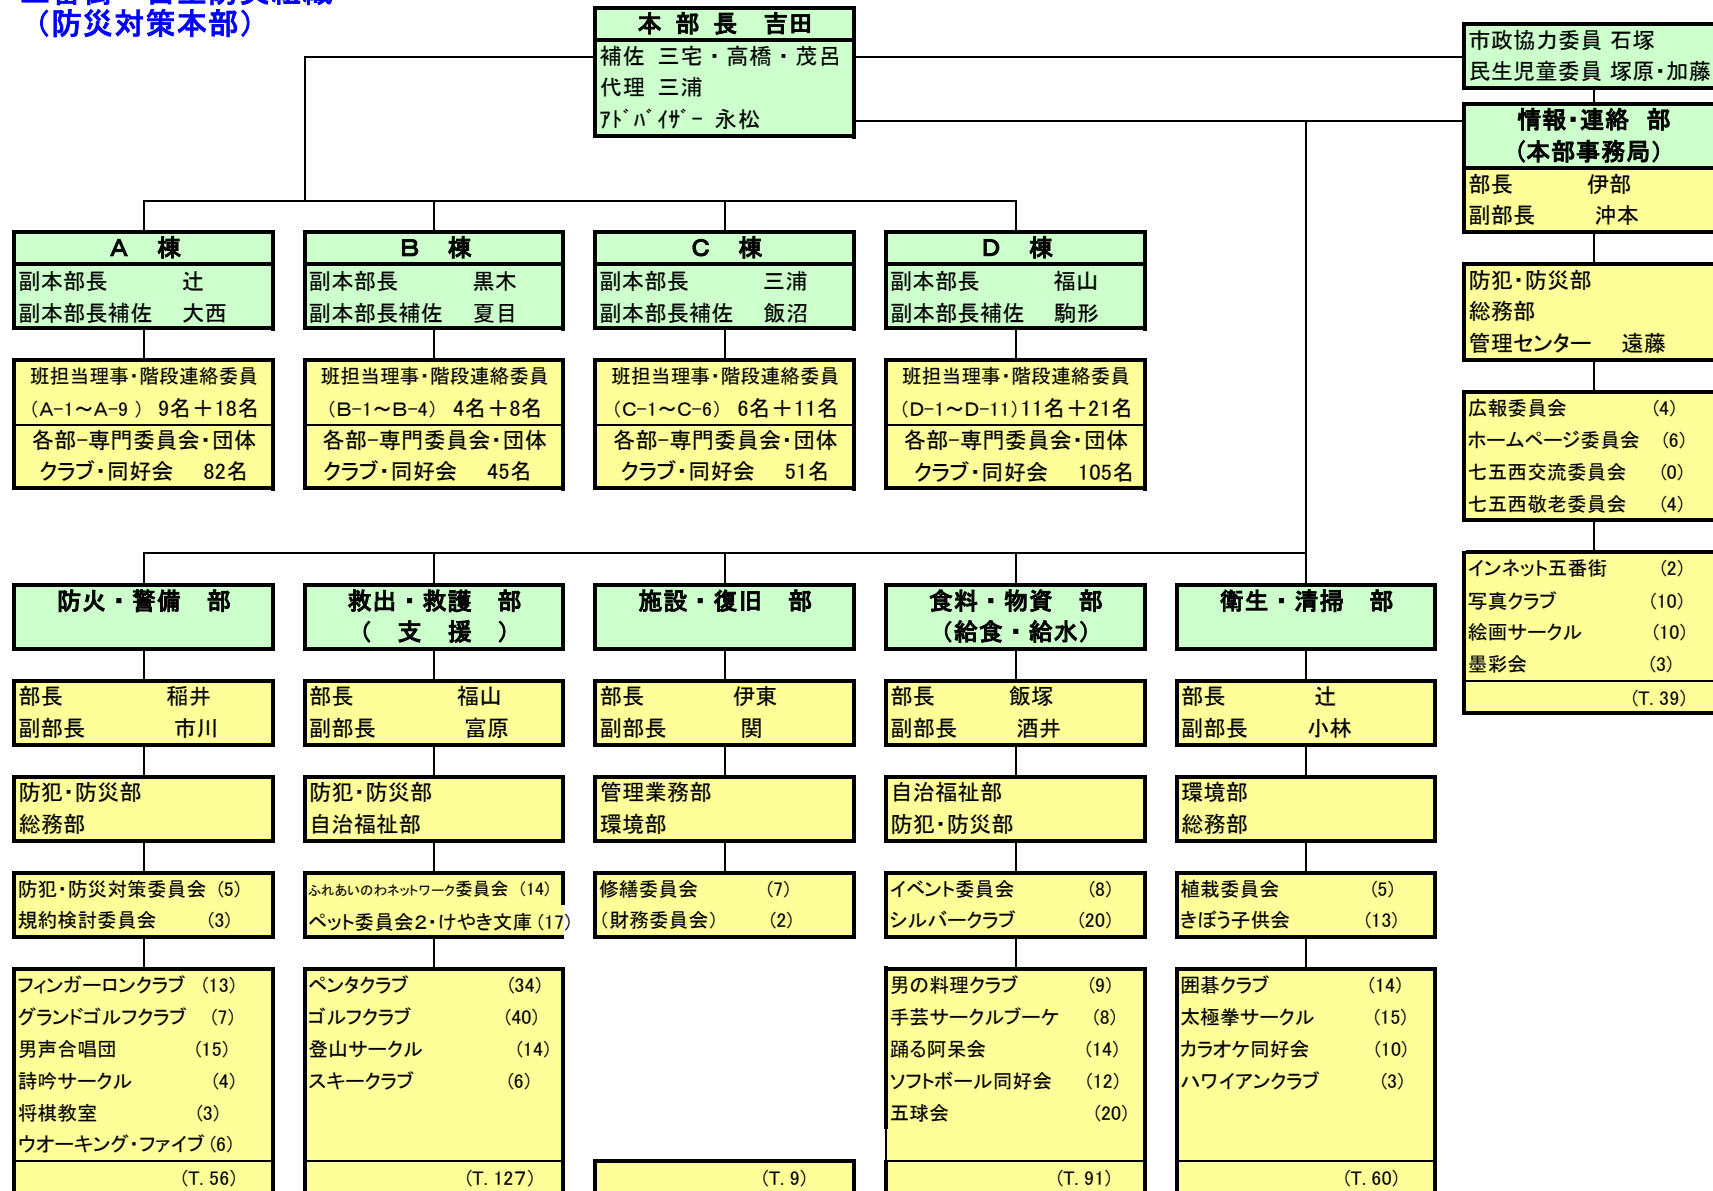 (防災対策本部)
本 部 長　吉田
補佐 三宅・高橋・茂呂
代理 三浦
ｱﾄﾞﾊﾞｲｻﾞｰ 永松
市政協力委員 石塚
民生児童委員 塚原・加藤
情報・連絡 部
(本部事務局)
部長　伊部
副部長　沖本
防犯・防災部
総務部
管理センター　遠藤
広報委員会 (4)
ホームページ委員会 (6)
七五西交流委員会 (0)
七五西敬老委員会 (4)
インネット五番街 (2)
写真クラブ (10)
絵画サークル (10)
墨彩会 (3)
(T. 39)
A 棟
副本部長　辻
副本部長補佐　大西
班担当理事・階段連絡委員
(A-1～A-9 ) 9名＋18名
各部-専門委員会・団体
クラブ・同好会　82名
B 棟
副本部長　黒木
副本部長補佐　夏目
班担当理事・階段連絡委員
(B-1～B-4) 4名＋8名
各部-専門委員会・団体
クラブ・同好会　45名
C 棟
副本部長　三浦
副本部長補佐　飯沼
班担当理事・階段連絡委員
(C-1～C-6) 6名＋11名
各部-専門委員会・団体
クラブ・同好会　51名
D 棟
副本部長　福山
副本部長補佐　駒形
班担当理事・階段連絡委員
(D-1～D-11)11名＋21名
各部-専門委員会・団体
クラブ・同好会　105名
防火・警備 部
部長　稲井
副部長　市川
防犯・防災部
総務部
防犯・防災対策委員会 (5)
規約検討委員会 (3)
フィンガーロンクラブ (13)
グランドゴルフクラブ (7)
男声合唱団 (15)
詩吟サークル (4)
将棋教室 (3)
ウオーキング・ファイブ (6)
(T. 56)
救出・救護 部
( 支 援 )
部長　福山
副部長　富原
防犯・防災部
自治福祉部
ふれあいのわネットワーク委員会 (14)
ペット委員会2・けやき文庫 (17)
ペンタクラブ (34)
ゴルフクラブ (40)
登山サークル (14)
スキークラブ (6)
(T. 127)
施設・復旧 部
部長　伊東
副部長　関
管理業務部
環境部
修繕委員会 (7)
(財務委員会) (2)
(T. 9)
食料・物資 部
(給食・給水)
部長　飯塚
副部長　酒井
自治福祉部
防犯・防災部
イベント委員会 (8)
シルバークラブ (20)
男の料理クラブ (9)
手芸サークルブーケ (8)
踊る阿呆会 (14)
ソフトボール同好会 (12)
五球会 (20)
(T. 91)
衛生・清掃 部
部長　辻
副部長　小林
環境部
総務部
植栽委員会 (5)
きぼう子供会 (13)
囲碁クラブ (14)
太極拳サークル (15)
カラオケ同好会 (10)
ハワイアンクラブ (3)
(T. 60)